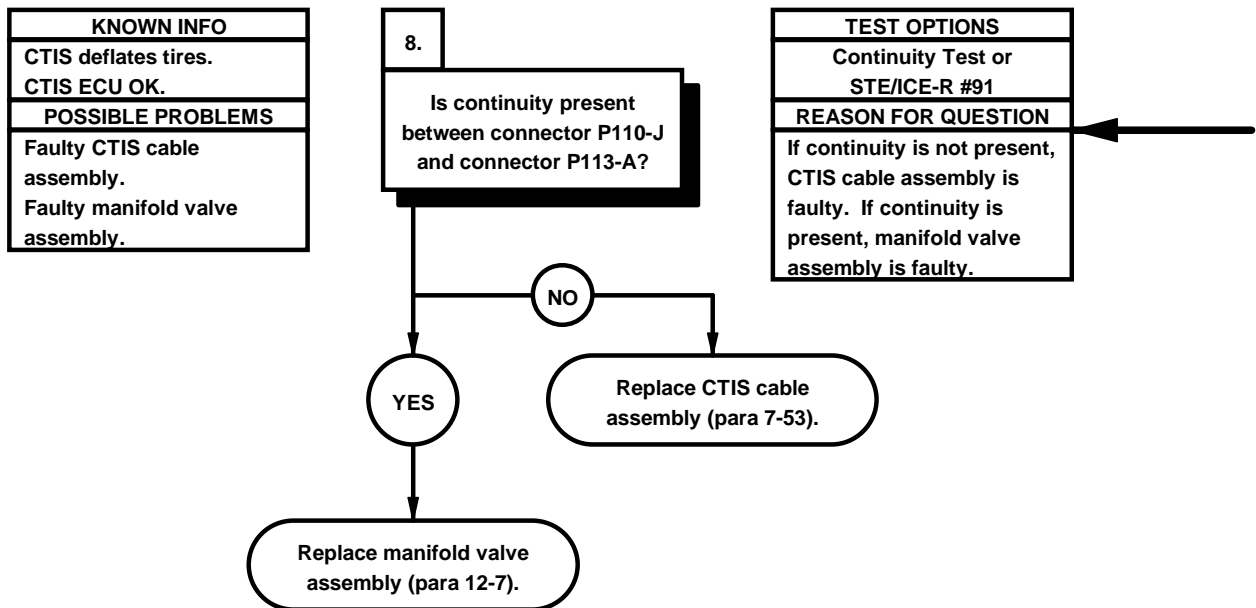 KNOWN INFO
CTIS deflates tires.
CTIS ECU OK.
POSSIBLE PROBLEMS
Faulty CTIS cable
assembly.
Faulty manifold valve
assembly.
8.
Is continuity present
between connector P110-J
and connector P113-A?
TEST OPTIONS
Continuity Test or
STE/ICE-R #91
REASON FOR QUESTION
If continuity is not present,
CTIS cable assembly is
faulty. If continuity is
present, manifold valve
assembly is faulty.
NO
YES
Replace CTIS cable
assembly (para 7-53).
Replace manifold valve
assembly (para 12-7).